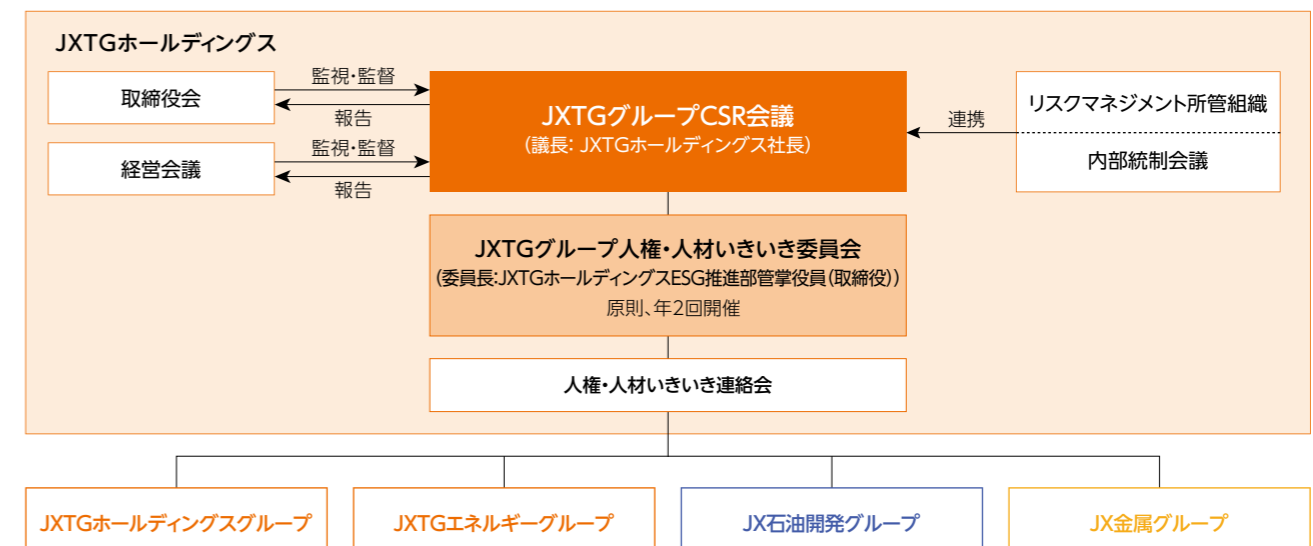 JXTGホールディングス
取締役会
監視・監督
報告
経営会議
監視・監督
報告
JXTGグループCSR会議
(議長: JXTGホールディングス社長)
連携
リスクマネジメント所管組織
内部統制会議
JXTGグループ人権・人材いきいき委員会
(委員長:JXTGホールディングスESG推進部管掌役員(取締役))
原則、年2回開催
人権・人材いきいき連絡会
JXTGホールディングスグループ
JXTGエネルギーグループ
JX石油開発グループ
JX金属グループ